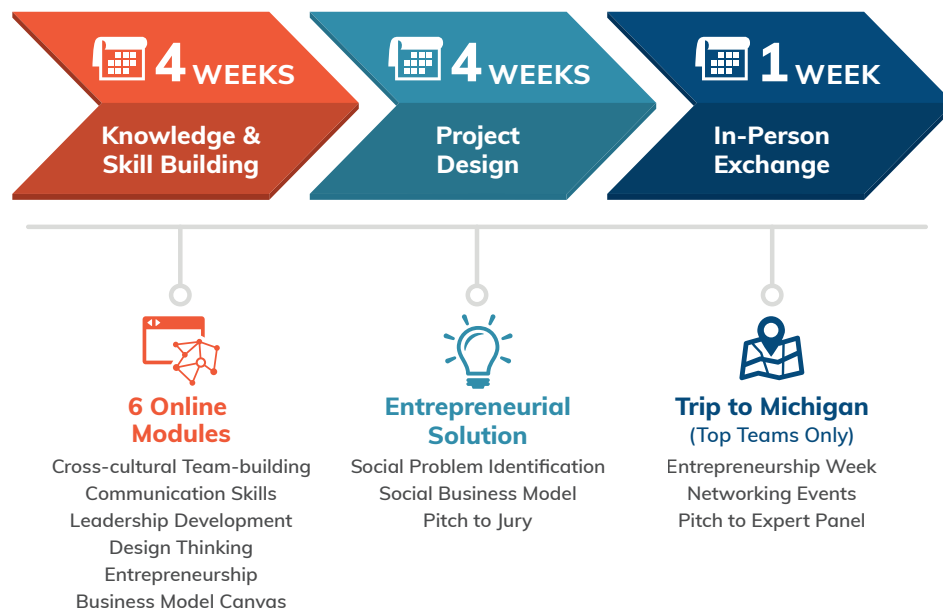 4 WEEKS
Knowledge &
Skill Building
4 WEEKS
Project
Design
1 WEEK
In-Person
Exchange
6 Online
Modules
Cross-cultural Team-building
Communication Skills
Leadership Development
Design Thinking
Entrepreneurship
Business Model Canvas
Entrepreneurial
Solution
Social Problem Identification
Social Business Model
Pitch to Jury
Trip to Michigan
(Top Teams Only)
Entrepreneurship Week
Networking Events
Pitch to Expert Panel